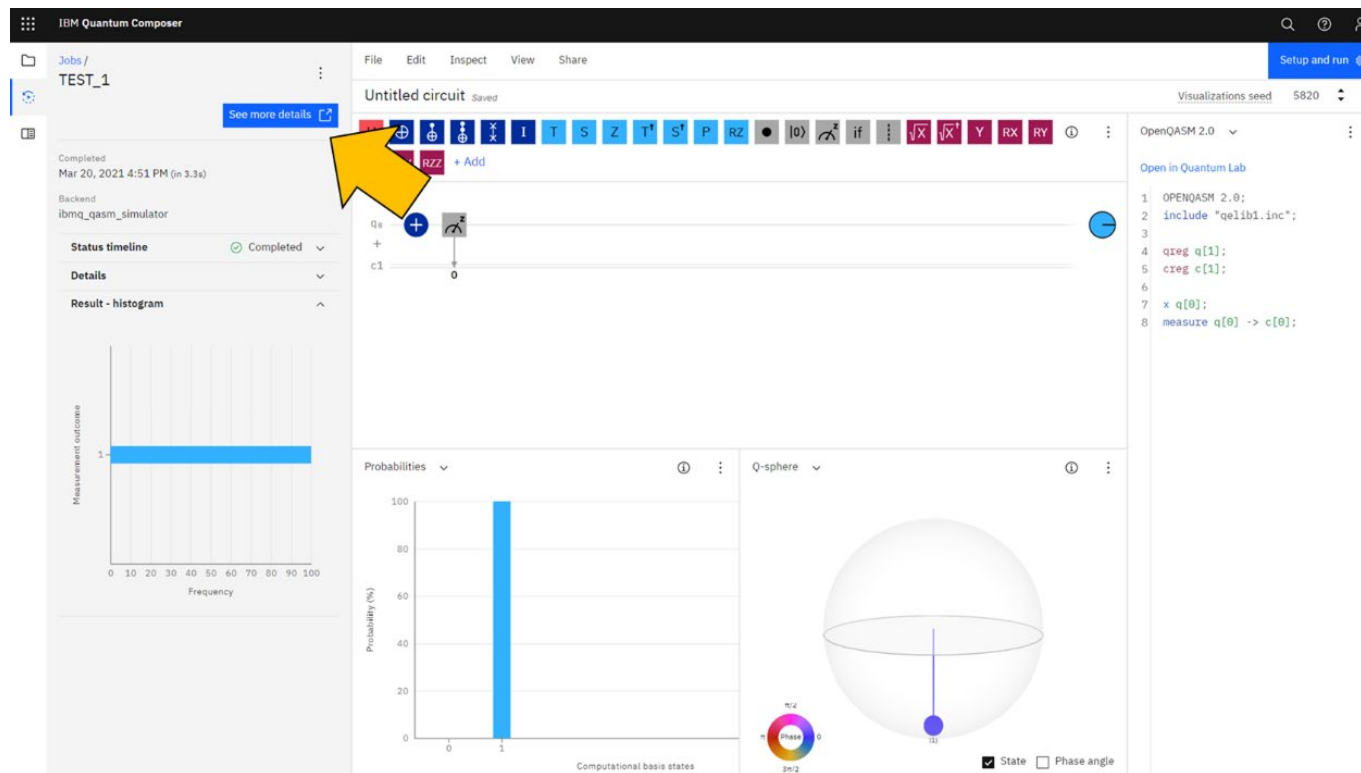 IBM Quantum Composer
Jobs /
TEST_1
See more details
Completed
Mar 20, 2021 4:51 PM (in 3.3s)
Backend
ibmq_qasm_simulator
Status timeline Completed
Details
Result - histogram
Measurement outcome
1
0 10 20 30 40 50 60 70 80 90 100
Frequency
File Edit Inspect View Share
Setup and run
Untitled circuit Saved
Visualizations seed 5820
I T S Z T† S† P RZ |0⟩ z if √X √X† Y RX RY
RZZ + Add
q0
+
z
c1
0
OpenQASM 2.0
Open in Quantum Lab
1 OPENQASM 2.0;
2 include "qelib1.inc";
3
4 qreg q[1];
5 creg c[1];
6
7 x q[0];
8 measure q[0] -> c[0];
Probabilities
100
80
60
40
20
0
Probability (%)
0 1
Computational basis states
Q-sphere
|1⟩
π/2
π Phase 0
3π/2
State Phase angle